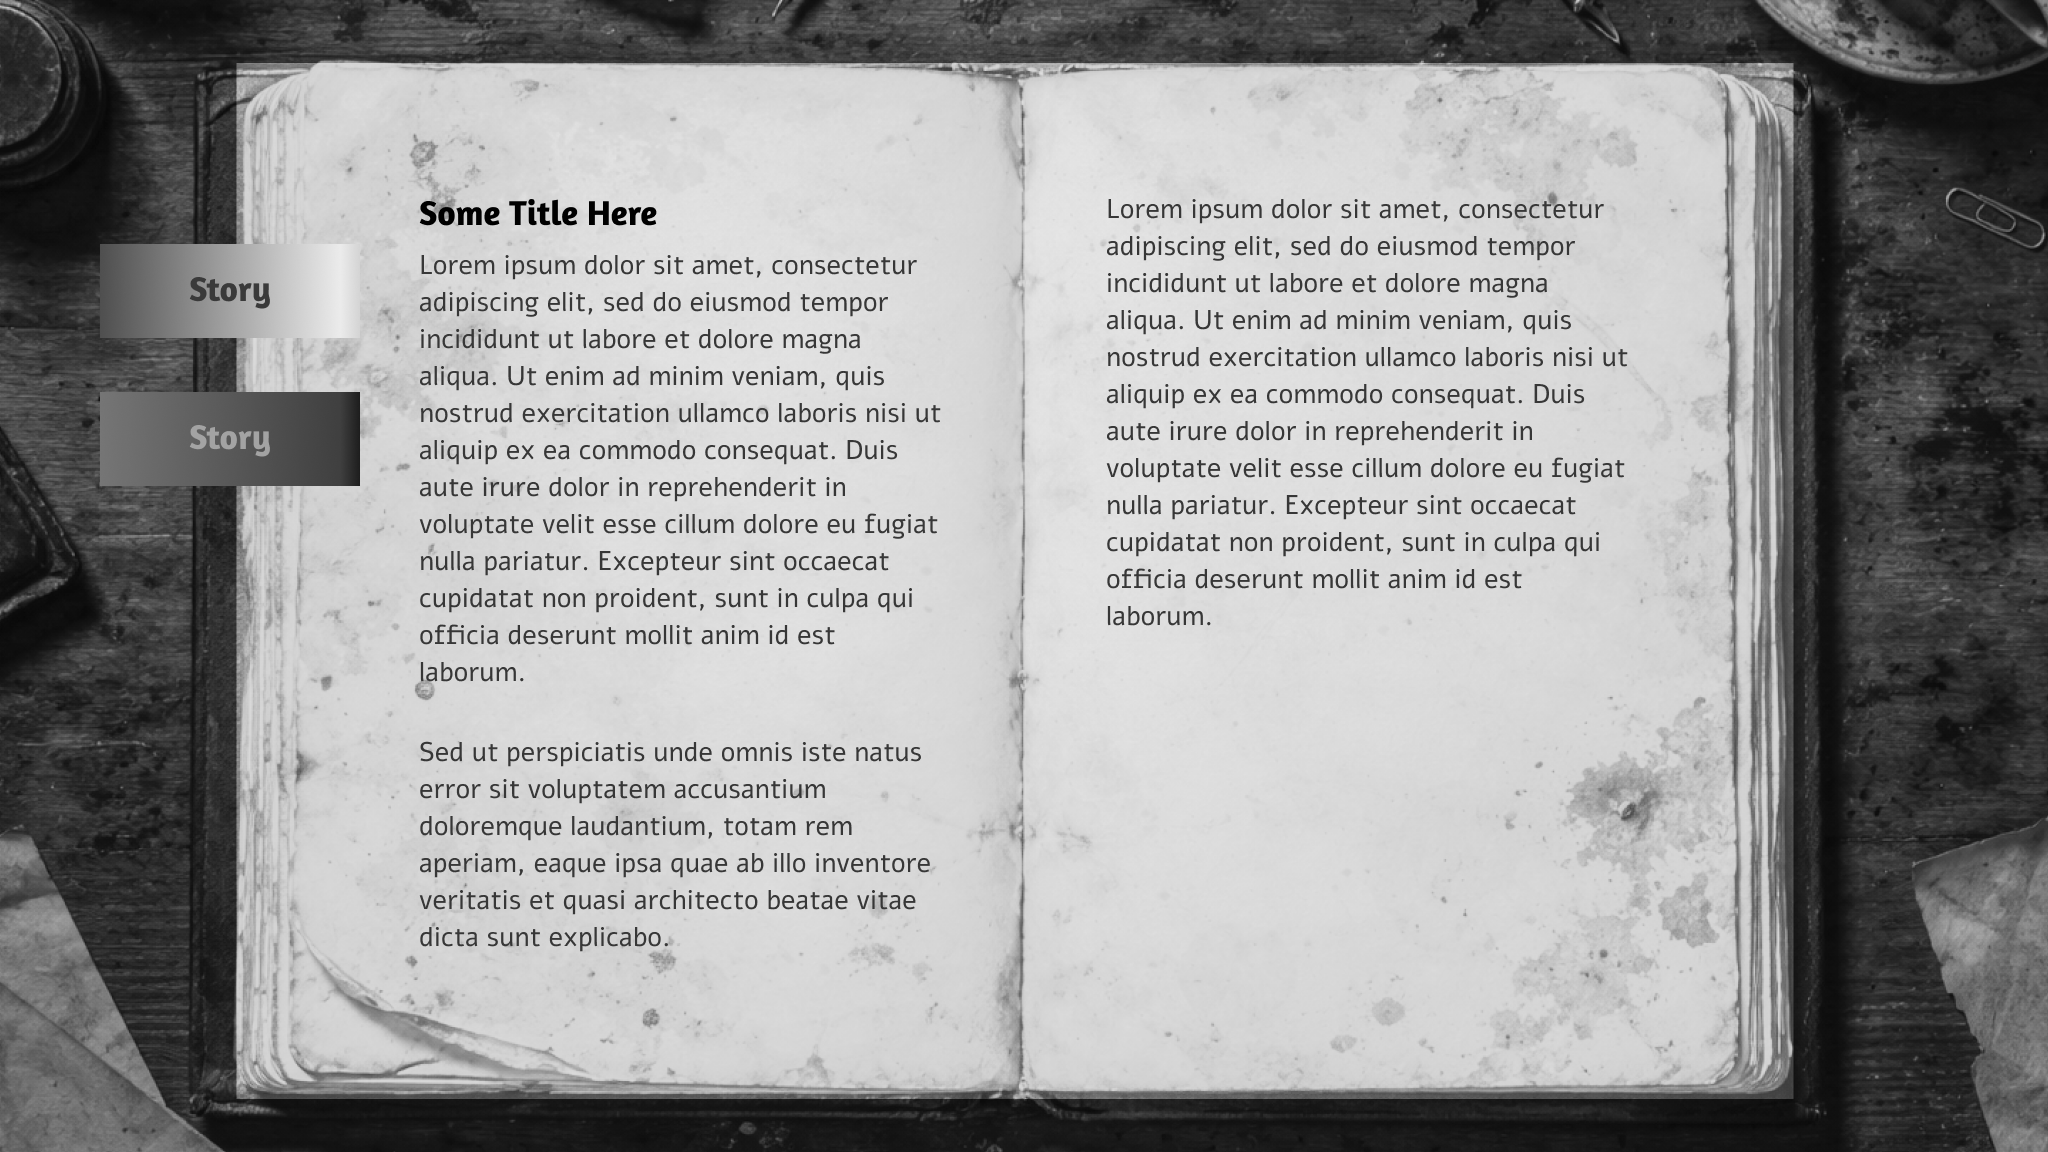 Story
Story
Some Title Here
Lorem ipsum dolor sit amet, consectetur
adipiscing elit, sed do eiusmod tempor
incididunt ut labore et dolore magna
aliqua. Ut enim ad minim veniam, quis
nostrud exercitation ullamco laboris nisi ut
aliquip ex ea commodo consequat. Duis
aute irure dolor in reprehenderit in
voluptate velit esse cillum dolore eu fugiat
nulla pariatur. Excepteur sint occaecat
cupidatat non proident, sunt in culpa qui
officia deserunt mollit anim id est
laborum.
Sed ut perspiciatis unde omnis iste natus
error sit voluptatem accusantium
doloremque laudantium, totam rem
aperiam, eaque ipsa quae ab illo inventore
veritatis et quasi architecto beatae vitae
dicta sunt explicabo.
Lorem ipsum dolor sit amet, consectetur
adipiscing elit, sed do eiusmod tempor
incididunt ut labore et dolore magna
aliqua. Ut enim ad minim veniam, quis
nostrud exercitation ullamco laboris nisi ut
aliquip ex ea commodo consequat. Duis
aute irure dolor in reprehenderit in
voluptate velit esse cillum dolore eu fugiat
nulla pariatur. Excepteur sint occaecat
cupidatat non proident, sunt in culpa qui
officia deserunt mollit anim id est
laborum.